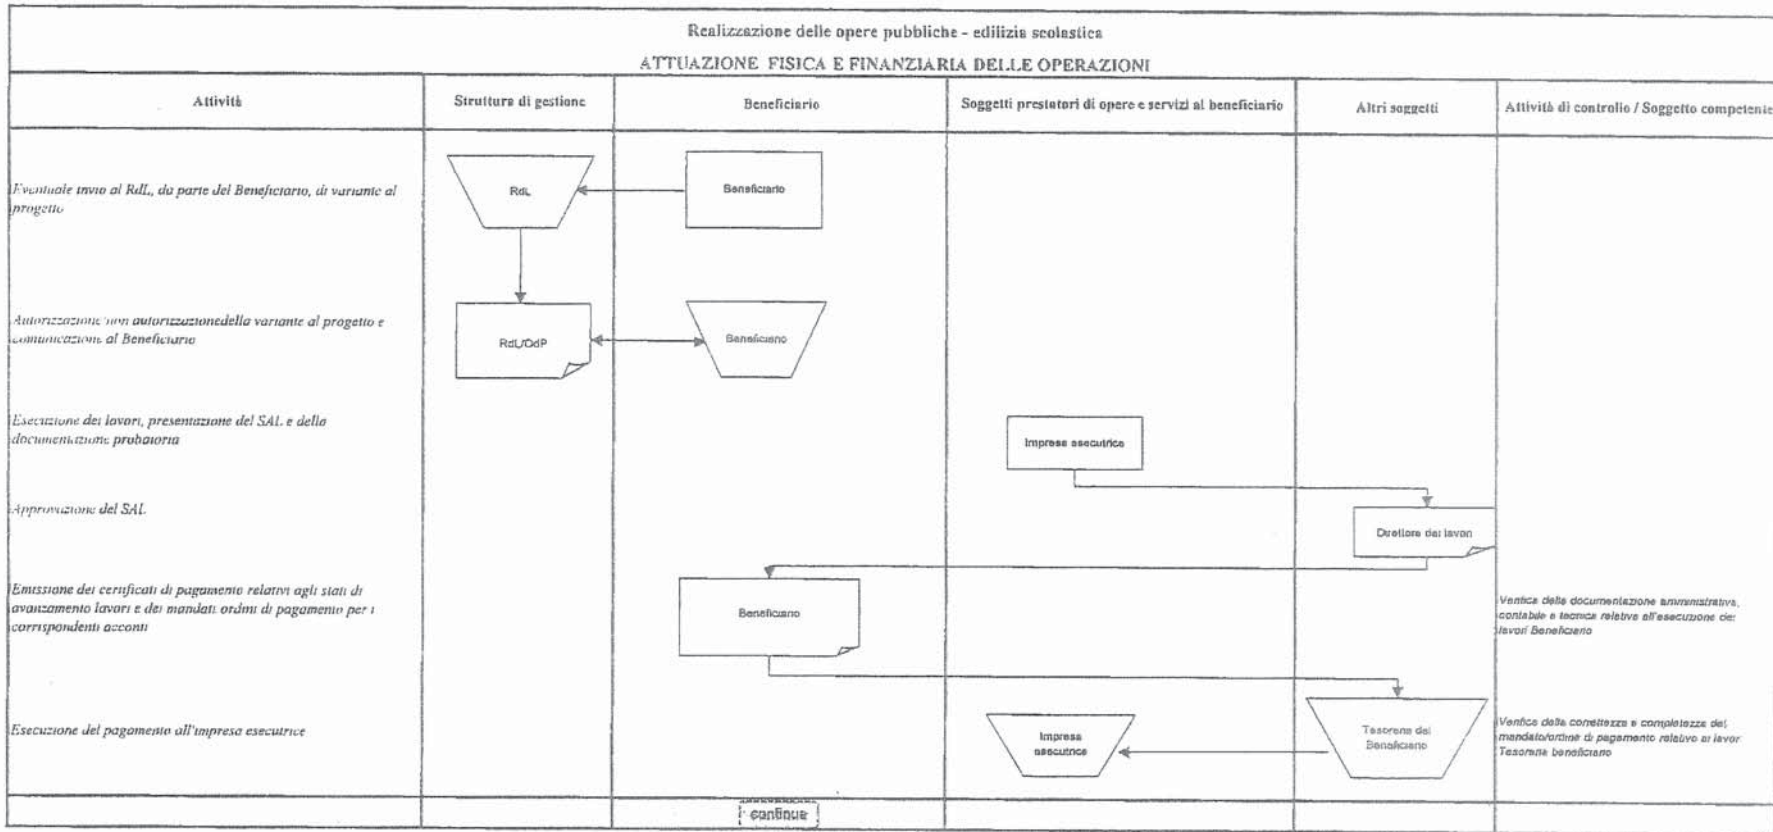 Realizzazione delle opere pubbliche - edilizia scolastica
ATTUAZIONE FISICA E FINANZIARIA DELLE OPERAZIONI
Attività
Struttura di gestione
Beneficiario
Soggetti prestatori di opere e servizi al beneficiario
Altri soggetti
Attività di controllo / Soggetto competente
Eventuale invio al RdL, da parte del Beneficiario, di variante al
progetto
RdL
Beneficiario
Autorizzazione/non autorizzazionedella variante al progetto e
comunicazione al Beneficiario
RdL/OdP
Beneficiario
Esecuzione dei lavori, presentazione del SAL e della
documentazione probatoria
Impresa esecutrice
Approvazione del SAL
Direttore dei lavori
Emissione dei certificati di pagamento relativi agli stati di
avanzamento lavori e dei mandati/ordini di pagamento per i
corrispondenti acconti
Beneficiario
Verifica della documentazione amministrativa,
contabile e tecnica relativa all'esecuzione dei
lavori Beneficiario
Esecuzione del pagamento all'impresa esecutrice
Impresa
esecutrice
Tesoreria del
Beneficiario
Verifica della correttezza e completezza del
mandato/ordine di pagamento relativo ai lavori
Tesoreria beneficiario
continua